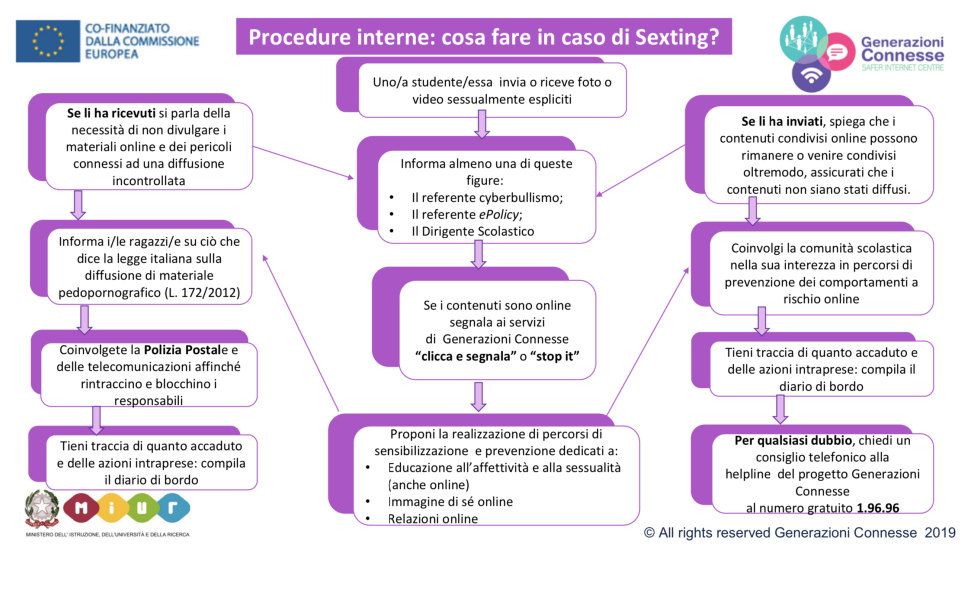 CO-FINANZIATO
DALLA COMMISSIONE
EUROPEA
Procedure interne: cosa fare in caso di Sexting?
Generazioni
Connesse
SAFER INTERNET CENTRE
Uno/a studente/essa invia o riceve foto o
video sessualmente espliciti
Se li ha ricevuti si parla della
necessità di non divulgare i
materiali online e dei pericoli
connessi ad una diffusione
incontrollata
Informa i/le ragazzi/e su ciò che
dice la legge italiana sulla
diffusione di materiale
pedopornografico (L. 172/2012)
Coinvolgete la Polizia Postale e
delle telecomunicazioni affinché
rintraccino e blocchino i
responsabili
Tieni traccia di quanto accaduto
e delle azioni intraprese: compila
il diario di bordo
Informa almeno una di queste
figure:
• Il referente cyberbullismo;
• Il referente ePolicy;
• Il Dirigente Scolastico
Se i contenuti sono online
segnala ai servizi
di Generazioni Connesse
“clicca e segnala” o “stop it”
Proponi la realizzazione di percorsi di
sensibilizzazione e prevenzione dedicati a:
• Educazione all’affettività e alla sessualità
(anche online)
• Immagine di sé online
• Relazioni online
Se li ha inviati, spiega che i
contenuti condivisi online possono
rimanere o venire condivisi
oltremodo, assicurati che i
contenuti non siano stati diffusi.
Coinvolgi la comunità scolastica
nella sua interezza in percorsi di
prevenzione dei comportamenti a
rischio online
Tieni traccia di quanto accaduto e
delle azioni intraprese: compila il
diario di bordo
Per qualsiasi dubbio, chiedi un
consiglio telefonico alla
helpline del progetto Generazioni
Connesse
al numero gratuito 1.96.96
MIUR
MINISTERO DELL' ISTRUZIONE, DELL'UNIVERSITÀ E DELLA RICERCA
© All rights reserved Generazioni Connesse 2019